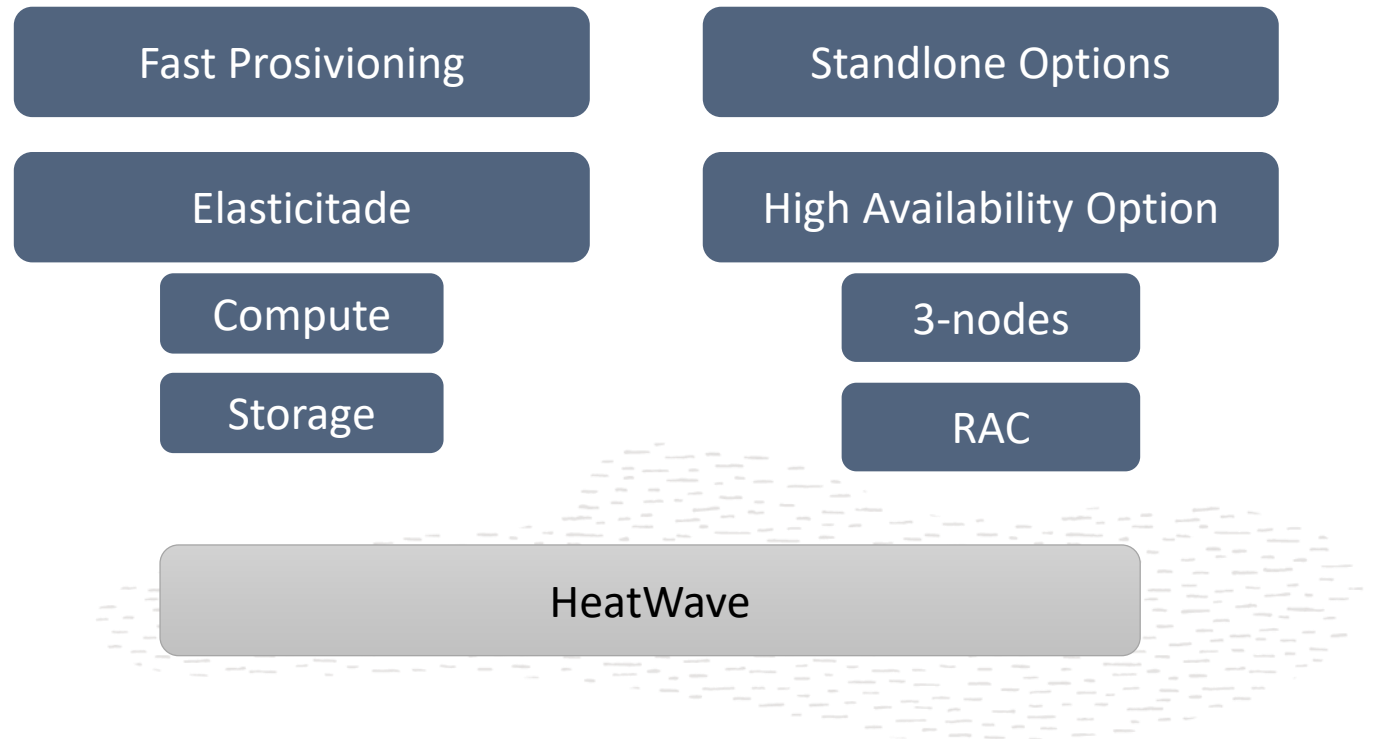 Fast Prosivioning
Standlone Options
Elasticitade
High Availability Option
Compute
3-nodes
Storage
RAC
HeatWave